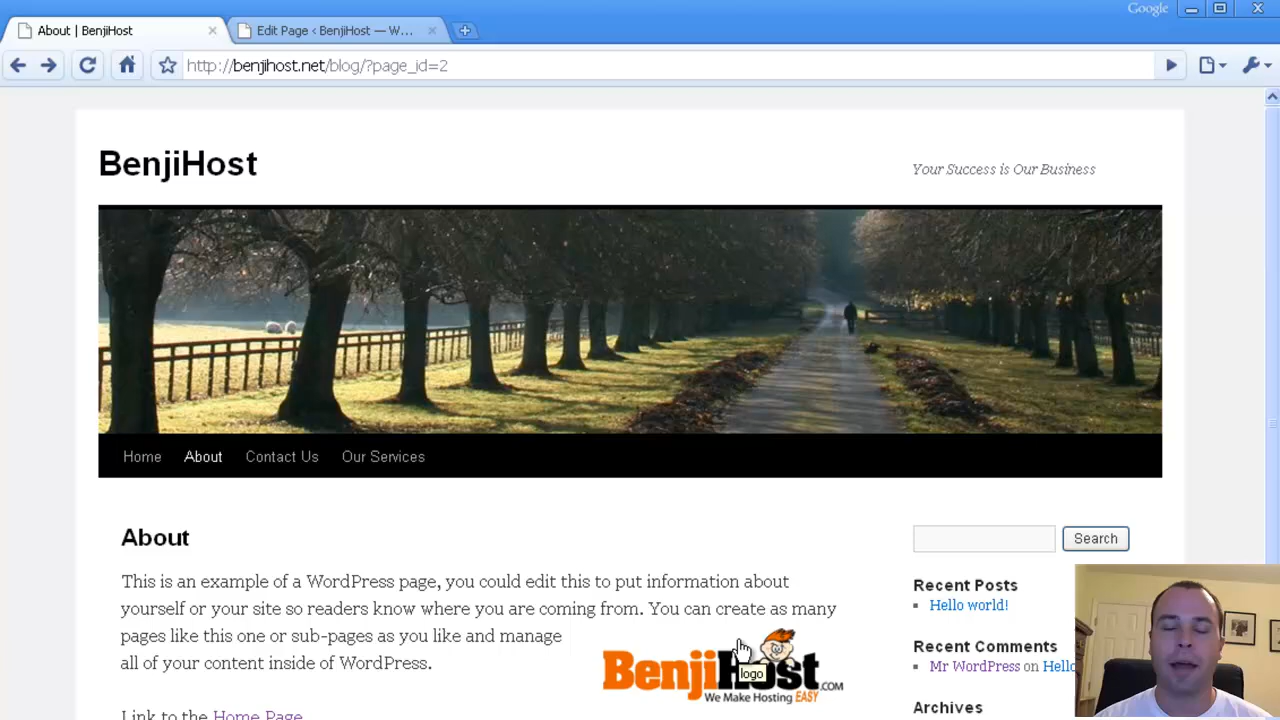 Google
About | BenjiHost
Edit Page ‹ BenjiHost — W...
http://benjihost.net/blog/?page_id=2
BenjiHost
Your Success is Our Business
Home About Contact Us Our Services
About
This is an example of a WordPress page, you could edit this to put information about
yourself or your site so readers know where you are coming from. You can create as many
pages like this one or sub-pages as you like and manage
all of your content inside of WordPress.
BenjiHost.COM
We Make Hosting EASY
logo
Link to the Home Page
Search
Recent Posts
Hello world!
Recent Comments
Mr WordPress on Hello
Archives